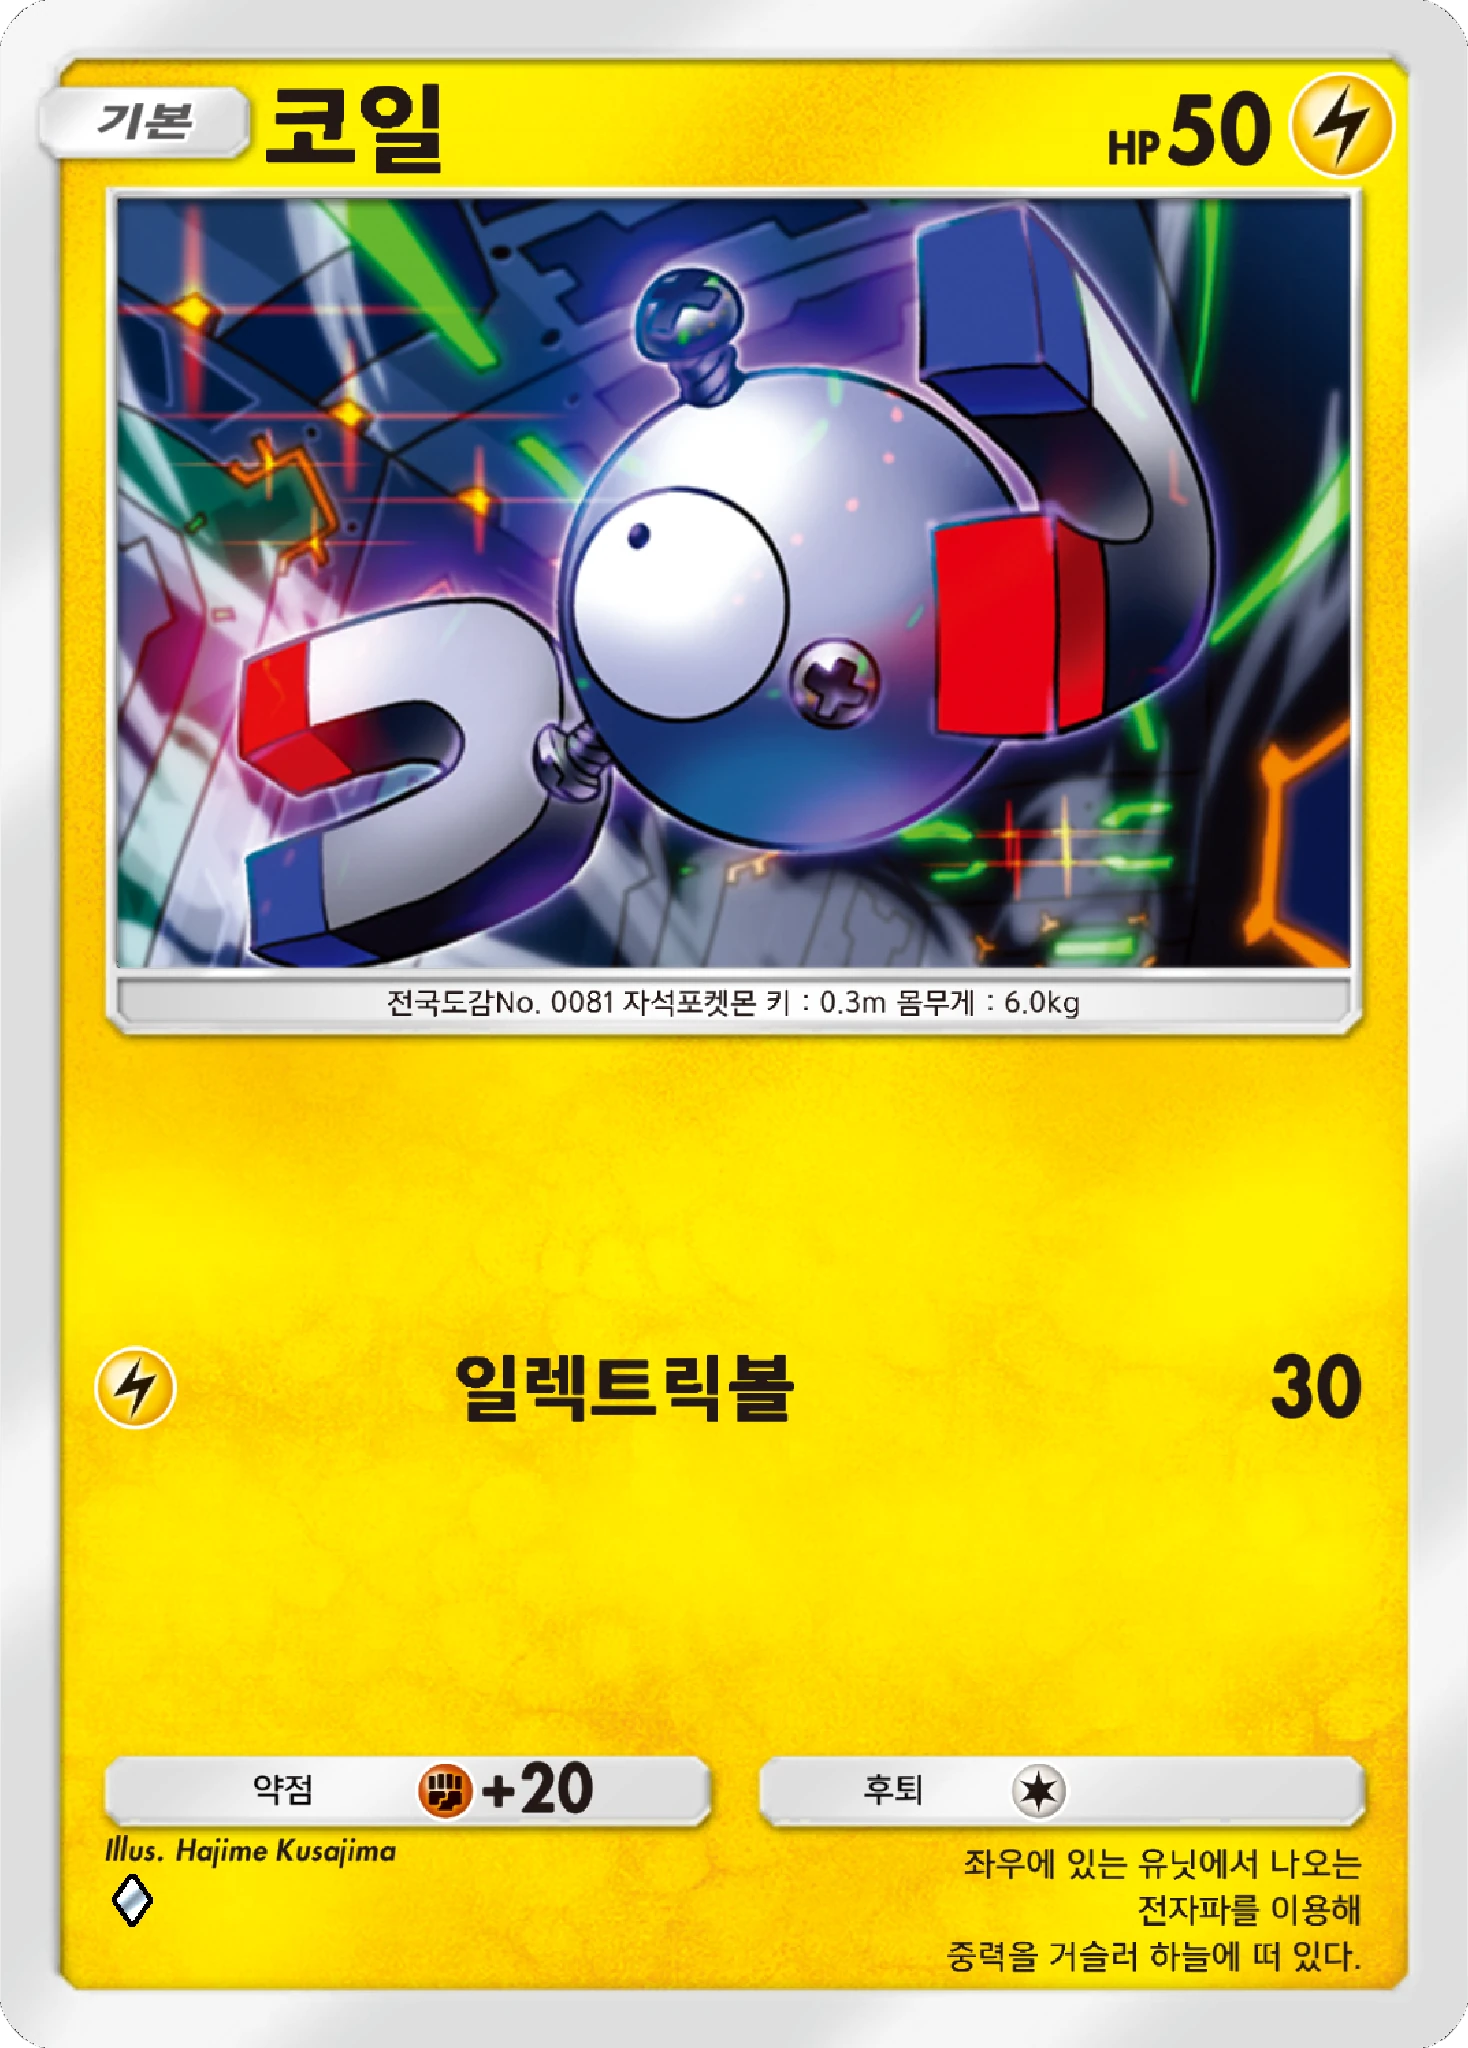 기본 코일 HP 50
전국도감No. 0081 자석포켓몬 키 : 0.3m 몸무게 : 6.0kg
일렉트릭볼 30
약점 +20 후퇴
Illus. Hajime Kusajima
좌우에 있는 유닛에서 나오는
전자파를 이용해
중력을 거슬러 하늘에 떠 있다.